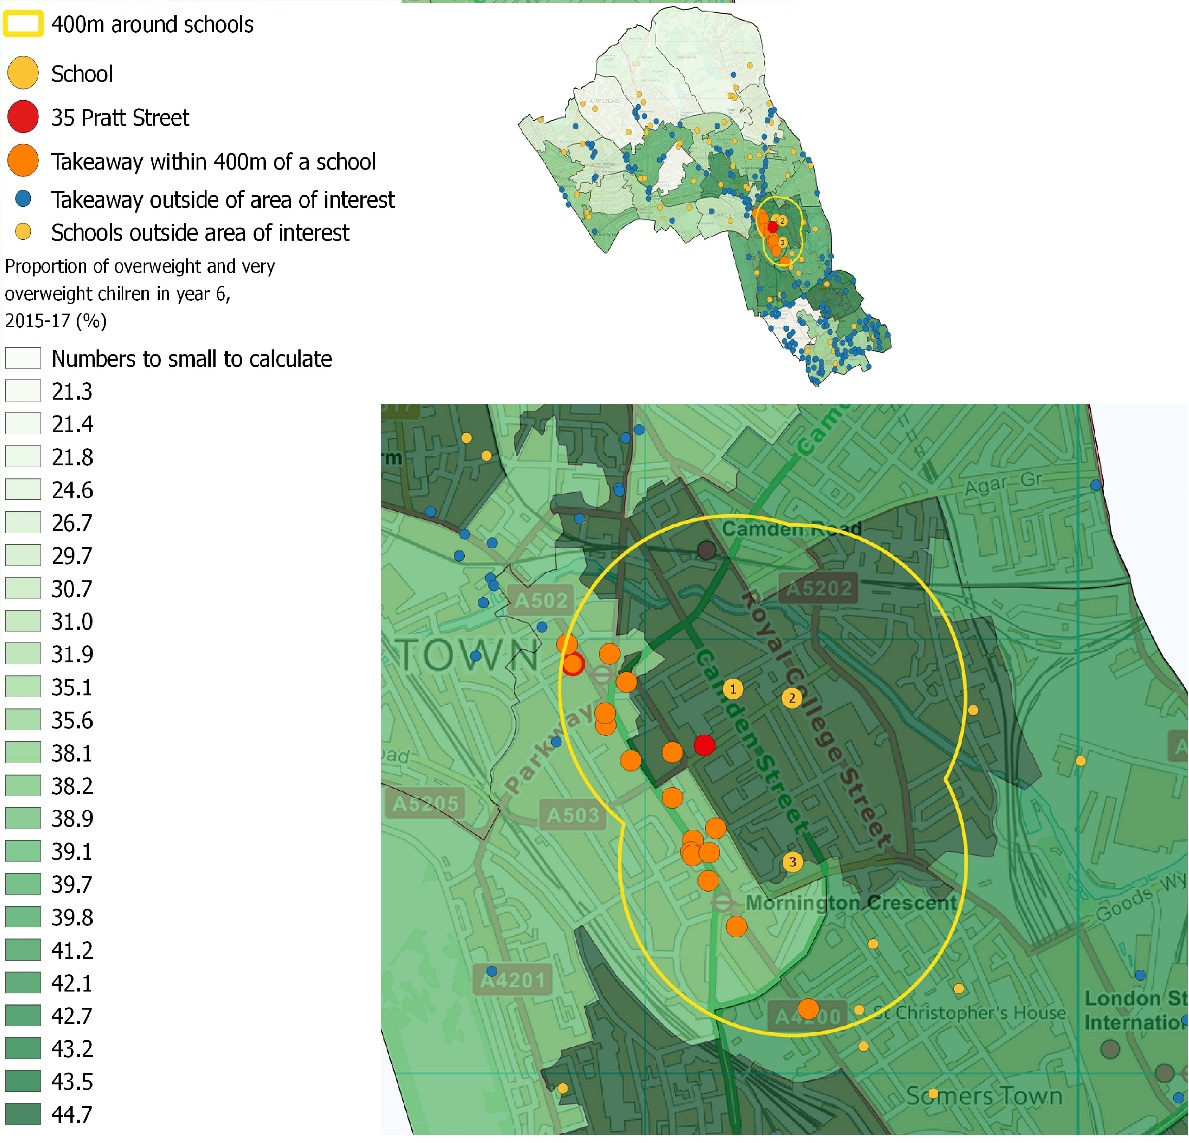 400m around schools
School
35 Pratt Street
Takeaway within 400m of a school
Takeaway outside of area of interest
Schools outside area of interest
Proportion of overweight and very
overweight chilren in year 6,
2015-17 (%)
Numbers to small to calculate
21.3
21.4
21.8
24.6
26.7
29.7
30.7
31.0
31.9
35.1
35.6
38.1
38.2
38.9
39.1
39.7
39.8
41.2
42.1
42.7
43.2
43.5
44.7
2
3
rm
Agar Gr
Camden Road
A5202
A502
TOWN
Royal College Street
Camden Street
1
2
Parkway
A5205
A503
3
Mornington Crescent
Goods Wy
A4201
A4200
St Christopher's House
London St
Internation
Somers Town